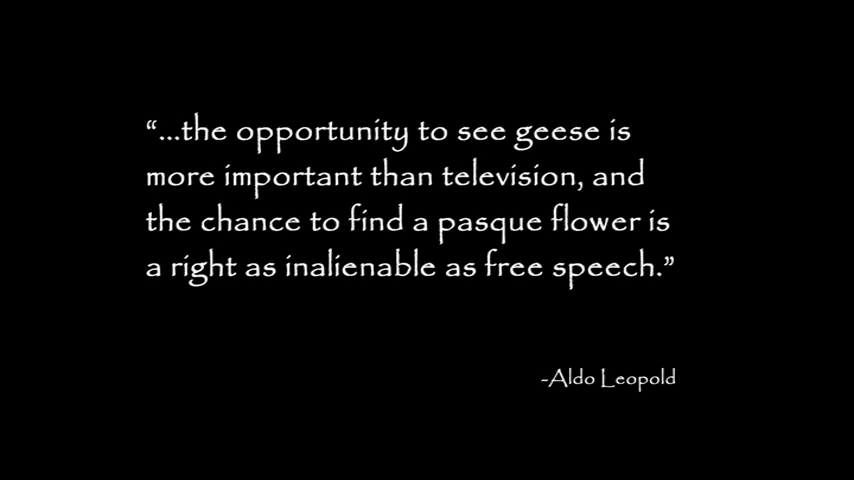 “...the opportunity to see geese is
more important than television, and
the chance to find a pasque flower is
a right as inalienable as free speech.”
-Aldo Leopold